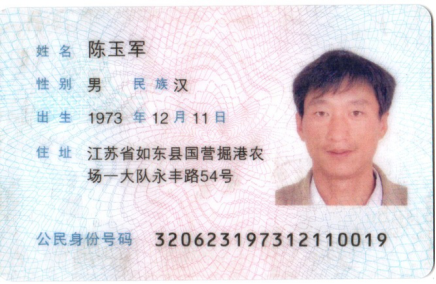 姓名 陈玉军
性别 男 民族 汉
出生 1973 年 12 月 11 日
住址 江苏省如东县国营掘港农
场一大队永丰路54号
公民身份号码 320623197312110019